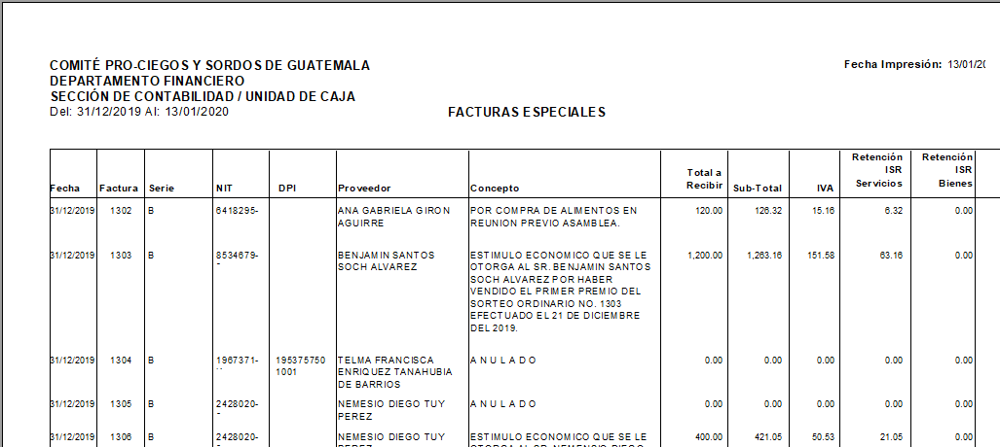 COMITÉ PRO-CIEGOS Y SORDOS DE GUATEMALA
Fecha Impresión: 13/01/20
DEPARTAMENTO FINANCIERO
SECCIÓN DE CONTABILIDAD / UNIDAD DE CAJA
Del: 31/12/2019 Al: 13/01/2020
FACTURAS ESPECIALES
Fecha Factura Serie NIT DPI Proveedor Concepto Total a Recibir Sub-Total IVA Retención ISR Servicios Retención ISR Bienes
31/12/2019 1302 B 6418295- ANA GABRIELA GIRON POR COMPRA DE ALIMENTOS EN 120.00 126.32 15.16 6.32 0.00
AGUIRRE REUNION PREVIO ASAMBLEA.
31/12/2019 1303 B 8534679- BENJAMIN SANTOS ESTIMULO ECONOMICO QUE SE LE 1,200.00 1,263.16 151.58 63.16 0.00
SOCH ALVAREZ OTORGA AL SR. BENJAMIN SANTOS
SOCH ALVAREZ POR HABER
VENDIDO EL PRIMER PREMIO DEL
SORTEO ORDINARIO NO. 1303
EFECTUADO EL 21 DE DICIEMBRE
DEL 2019.
31/12/2019 1304 B 1967371- 195375750 TELMA FRANCISCA A N U L A D O 0.00 0.00 0.00 0.00 0.00
1001 ENRIQUEZ TANAHUBIA
DE BARRIOS
31/12/2019 1305 B 2428020- NEMESIO DIEGO TUY A N U L A D O 0.00 0.00 0.00 0.00 0.00
PEREZ
31/12/2019 1306 B 2428020- NEMESIO DIEGO TUY ESTIMULO ECONOMICO QUE SE LE 400.00 421.05 50.53 21.05 0.00